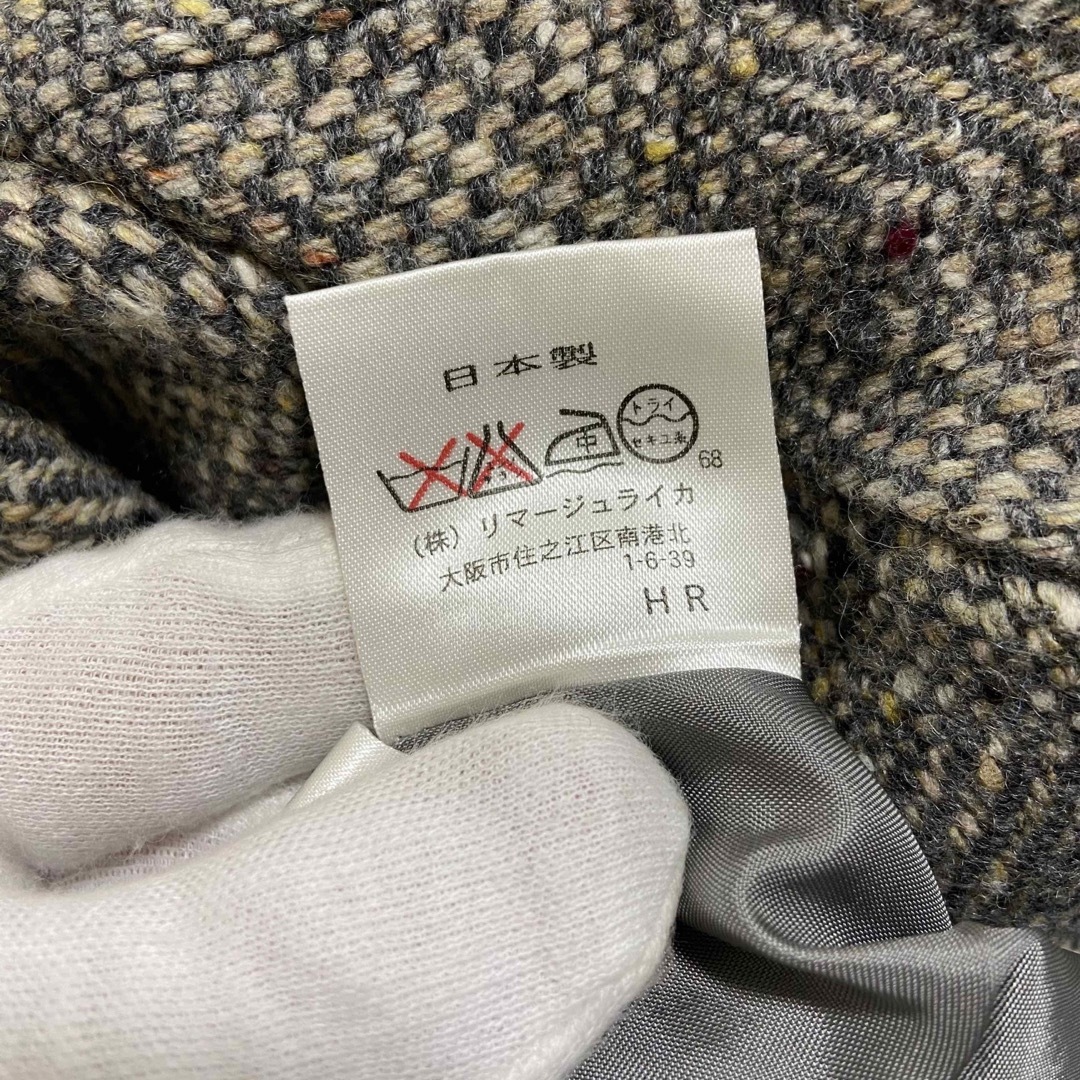 日本製
中
ドライ
セキユ系
68
(株) リマージュライカ
大阪市住之江区南港北
1-6-39
HR